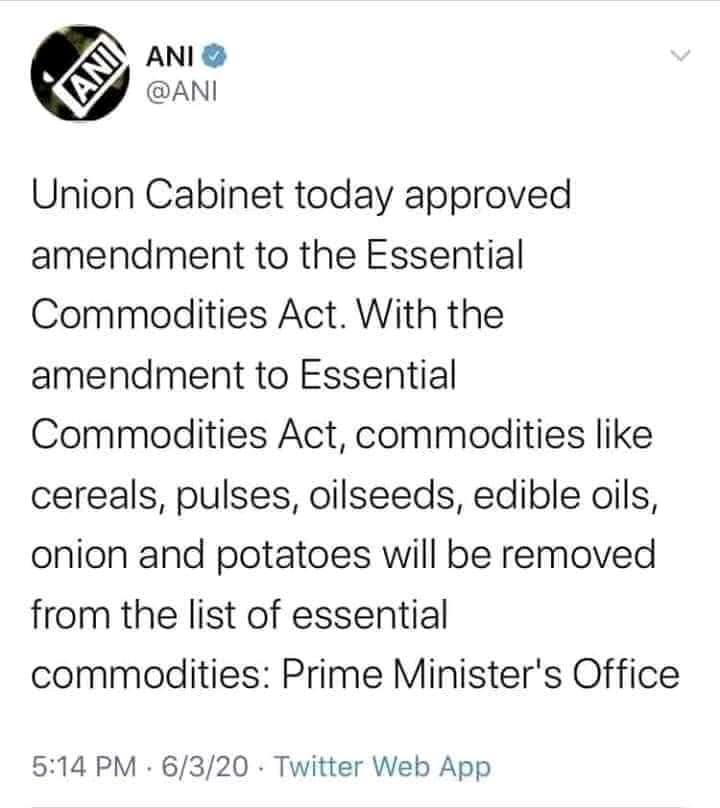 ANI
ANI
@ANI
Union Cabinet today approved
amendment to the Essential
Commodities Act. With the
amendment to Essential
Commodities Act, commodities like
cereals, pulses, oilseeds, edible oils,
onion and potatoes will be removed
from the list of essential
commodities: Prime Minister's Office
5:14 PM · 6/3/20 · Twitter Web App